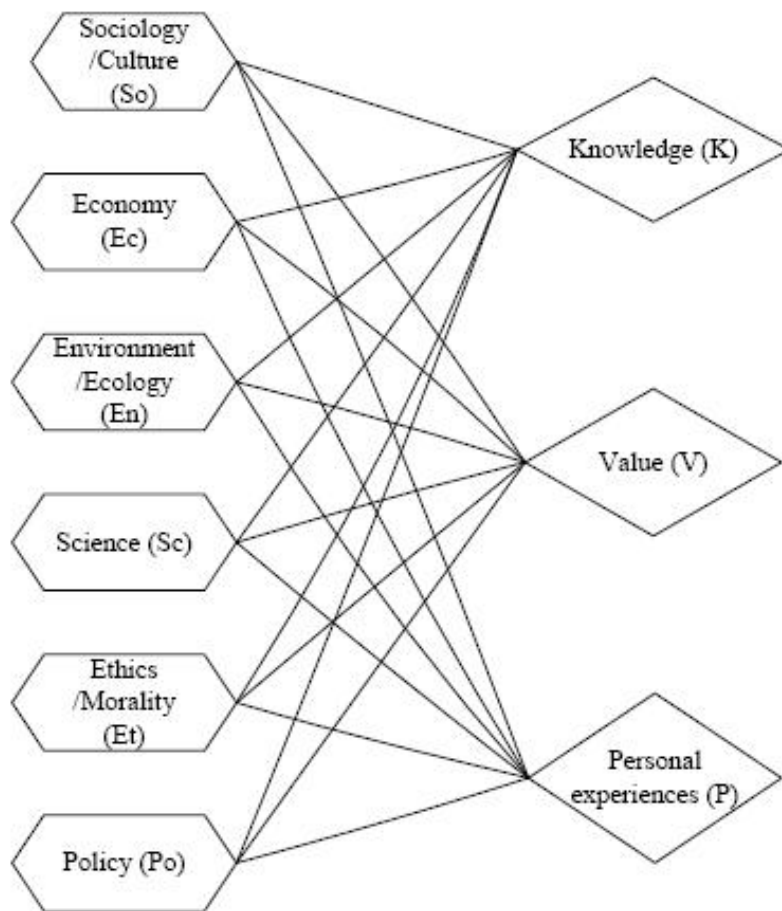 Sociology
/Culture
(So)
Knowledge (K)
Economy
(Ec)
Environment
/Ecology
(En)
Value (V)
Science (Sc)
Ethics
/Morality
(Et)
Personal
experiences (P)
Policy (Po)